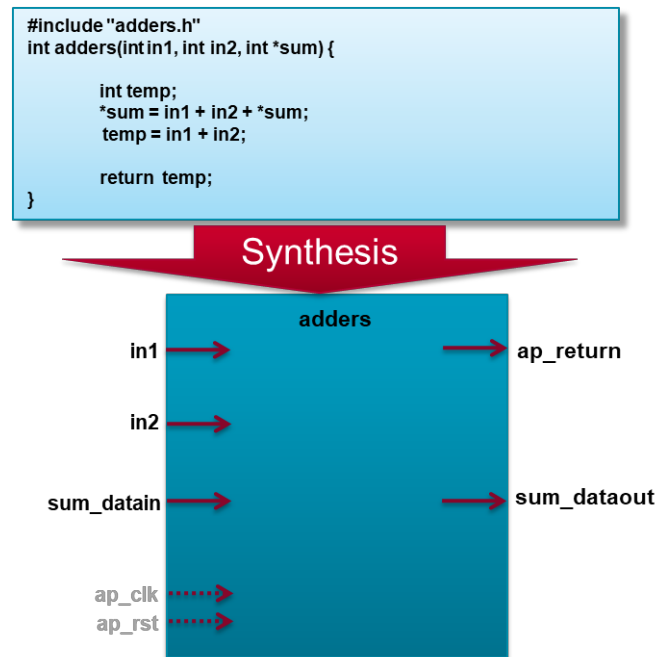 #include "adders.h"
int adders(int in1, int in2, int *sum) {
int temp;
*sum = in1 + in2 + *sum;
temp = in1 + in2;
return temp;
}
Synthesis
adders
in1
ap_return
in2
sum_datain
sum_dataout
ap_clk
ap_rst